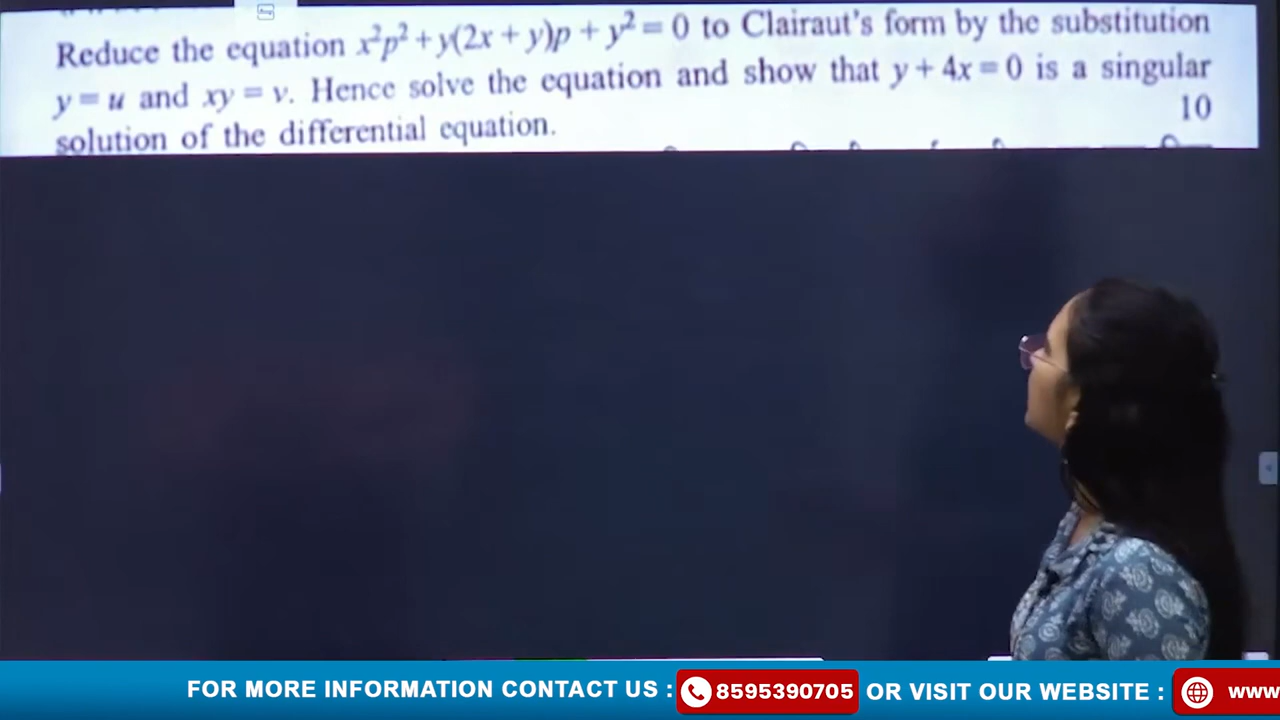 Reduce the equation x²p² + y(2x + y)p + y² = 0 to Clairaut's form by the substitution
y = u and xy = v. Hence solve the equation and show that y + 4x = 0 is a singular
solution of the differential equation.
10
FOR MORE INFORMATION CONTACT US : 8595390705 OR VISIT OUR WEBSITE : www